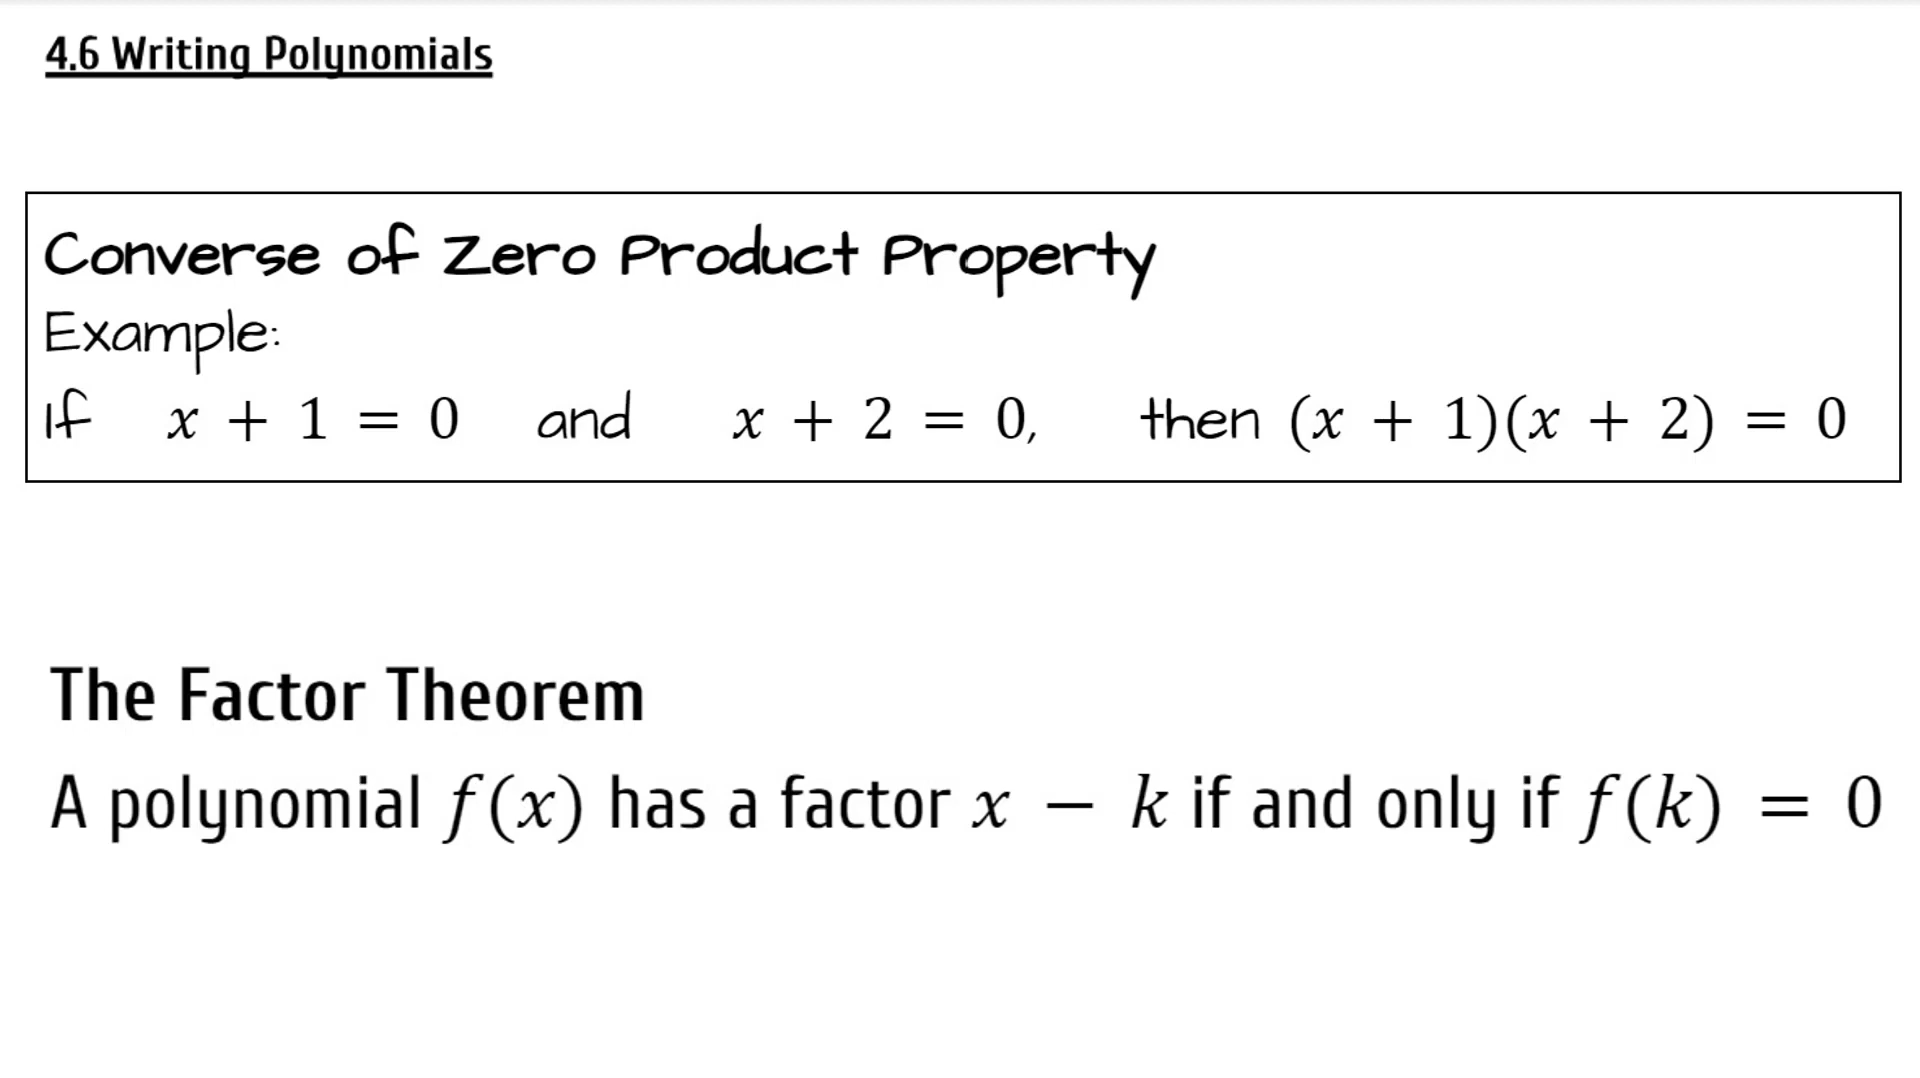 4.6 Writing Polynomials
Converse of Zero Product Property
Example:
If x + 1 = 0 and x + 2 = 0, then (x + 1)(x + 2) = 0
The Factor Theorem
A polynomial f(x) has a factor x − k if and only if f(k) = 0